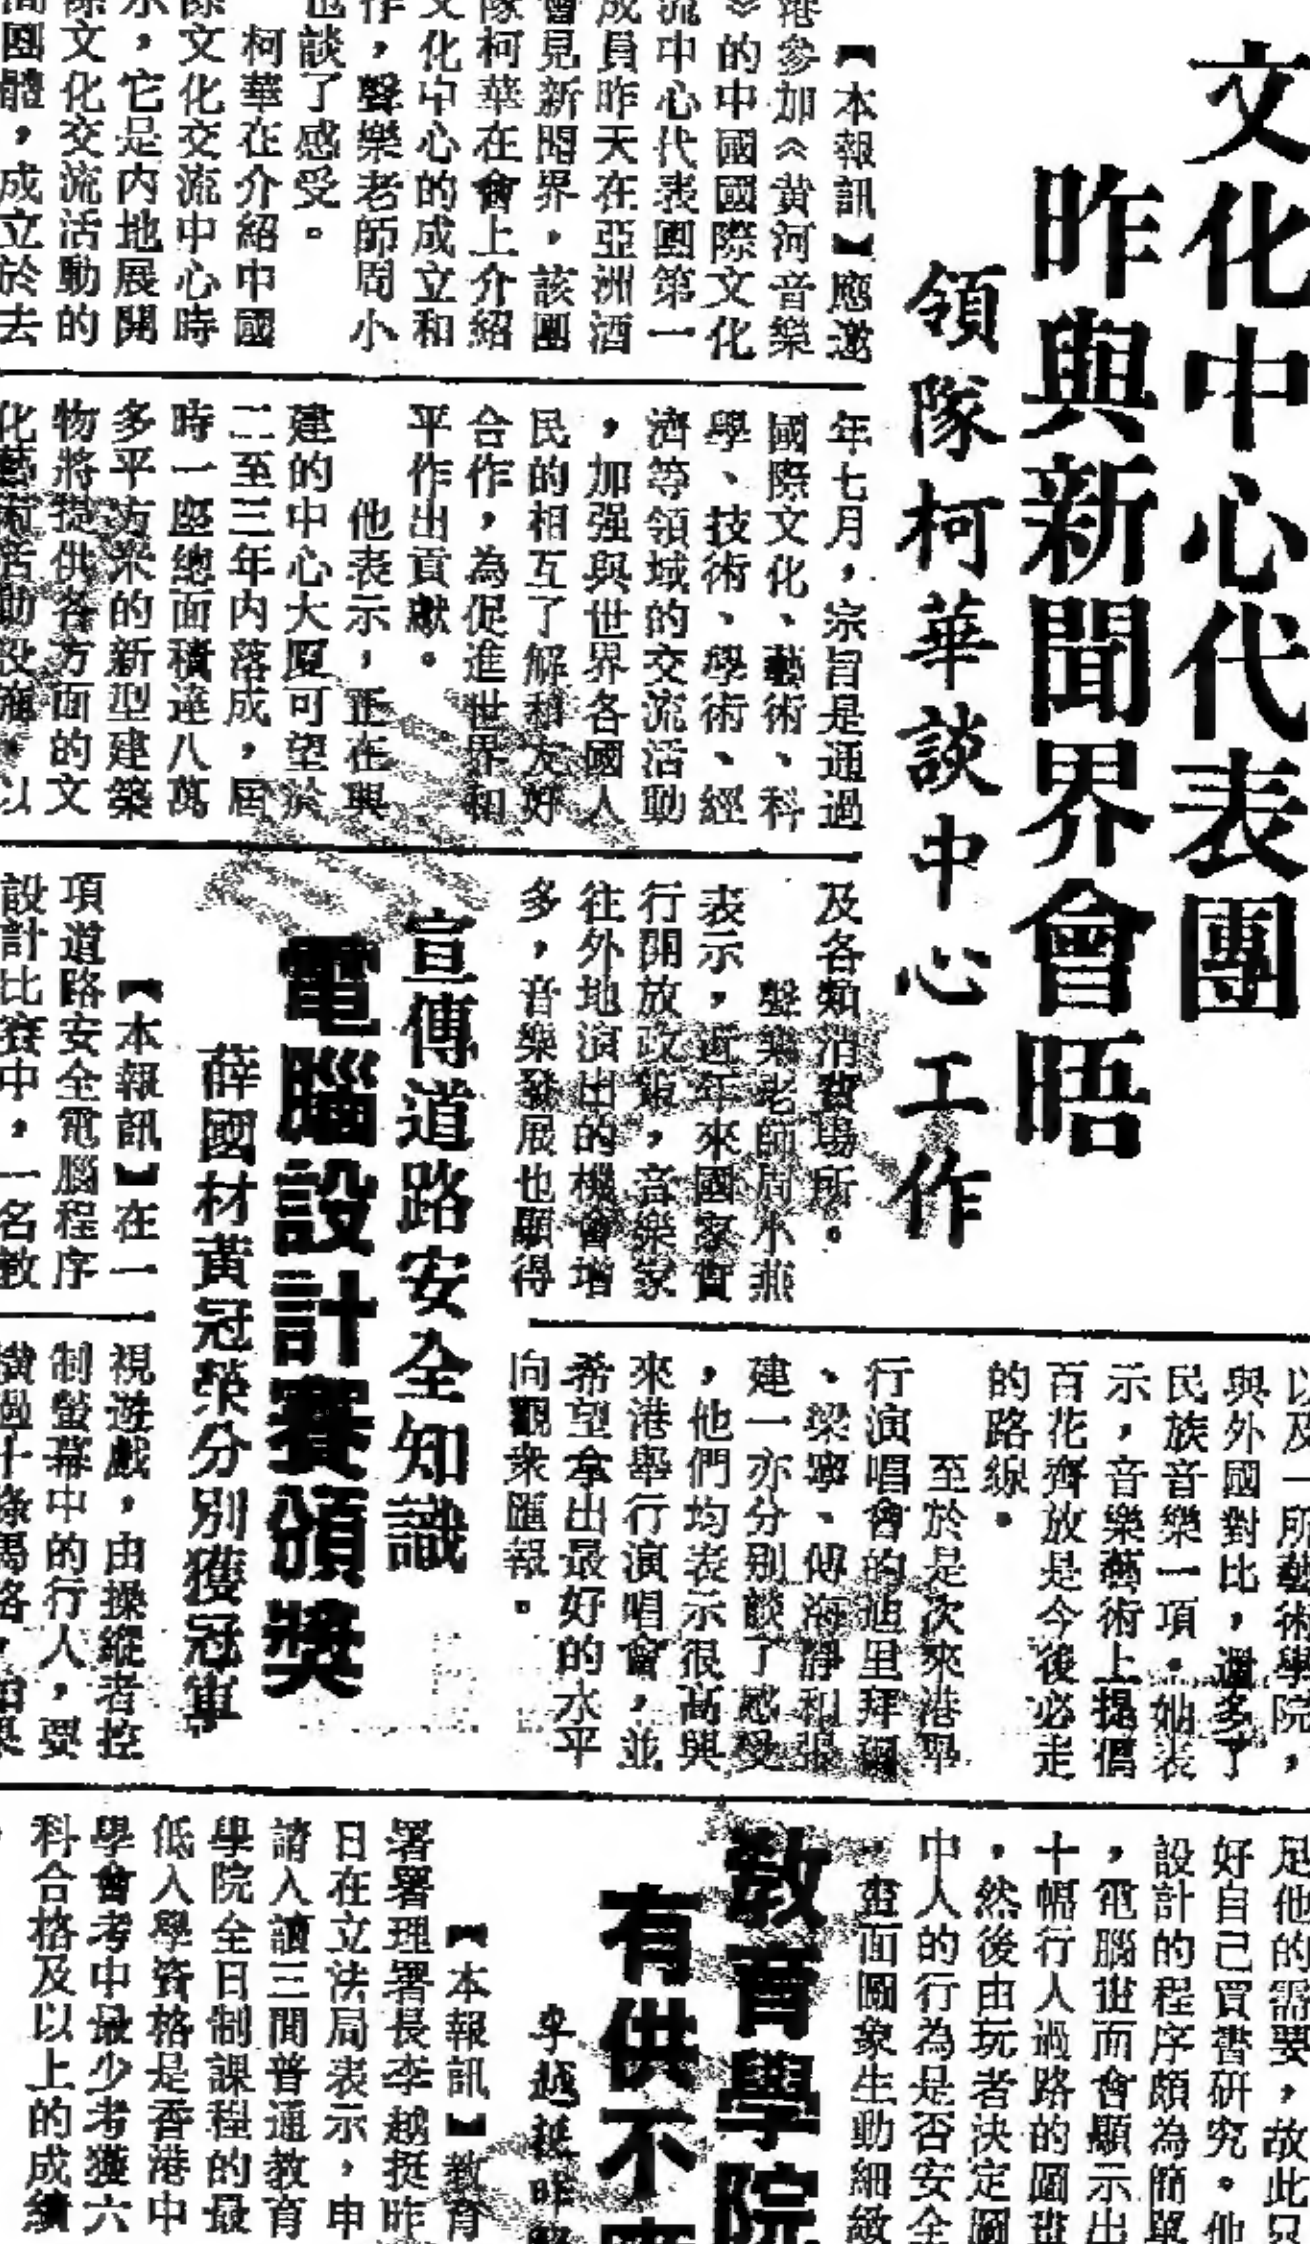 文化中心代表團
昨與新聞界會晤
領隊柯華談中心工作
【本報訊】應邀
港參加《黃河音樂
》的中國國際文化
流中心代表團第一
成員昨天在亞洲酒
會見新聞界，該團
隊柯華在會上介紹
文化中心的成立和
作，聲樂老師周小
也談了感受。
柯華在介紹中國
際文化交流中心時
示，它是內地展開
際文化交流活動的
間團體，成立於去
年七月，宗旨是通過
國際文化、藝術、科
學、技術、學術、經
濟等領域的交流活動
，加强與世界各國人
民的相互了解和友好
合作，為促進世界和
平作出貢獻。
他表示，正在興
建的中心大廈可望於
二至三年內落成，屆
時一座總面積達八萬
多平方米的新型建築
物將提供各方面的文
化藝術活動設施，以
及各類消費場所。
聲樂老師周小燕
表示，近年來國家實
行開放政策，音樂家
往外地演出的機會增
多，音樂發展也顯得
以及一所藝術學院，
與外國對比，還多了
民族音樂一項。她表
示，音樂藝術上提倡
百花齊放是今後必走
的路線。
至於是次來港舉
行演唱會的迪里拜爾
、梁寧、傅海靜和張
建一亦分別談了感受
，他們均表示很高興
來港舉行演唱會，並
希望拿出最好的水平
向觀衆匯報。
宣傳道路安全知識
電腦設計賽頒獎
薛國材黃冠榮分別獲冠軍
【本報訊】在一
項道路安全電腦程序
設計比賽中，一名教
視遊戲，由操縱者控
制螢幕中的行人，要
橫過十條馬路，如果
足他的需要，故此只
好自己買書研究。他
設計的程序頗為簡單
，電腦世而會顯示出
十幅行人過路的圖世
，然後由玩者決定圖
中人的行為是否安全
，畫面圖象生動細緻
教育學院
有供不
李越挺昨
【本報訊】教育
署署理署長李越挺昨
日在立法局表示，申
請入讀三間普通教育
學院全日制課程的最
低入學資格是香港中
學會考中最少考獲六
科合格及以上的成績